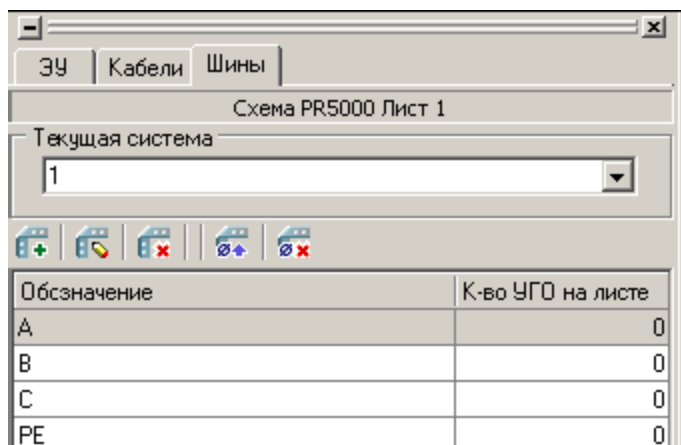 ЭУ Кабели Шины
Схема PR5000 Лист 1
Текущая система
1
Обозначение К-во УГО на листе
A 0
B 0
C 0
PE 0